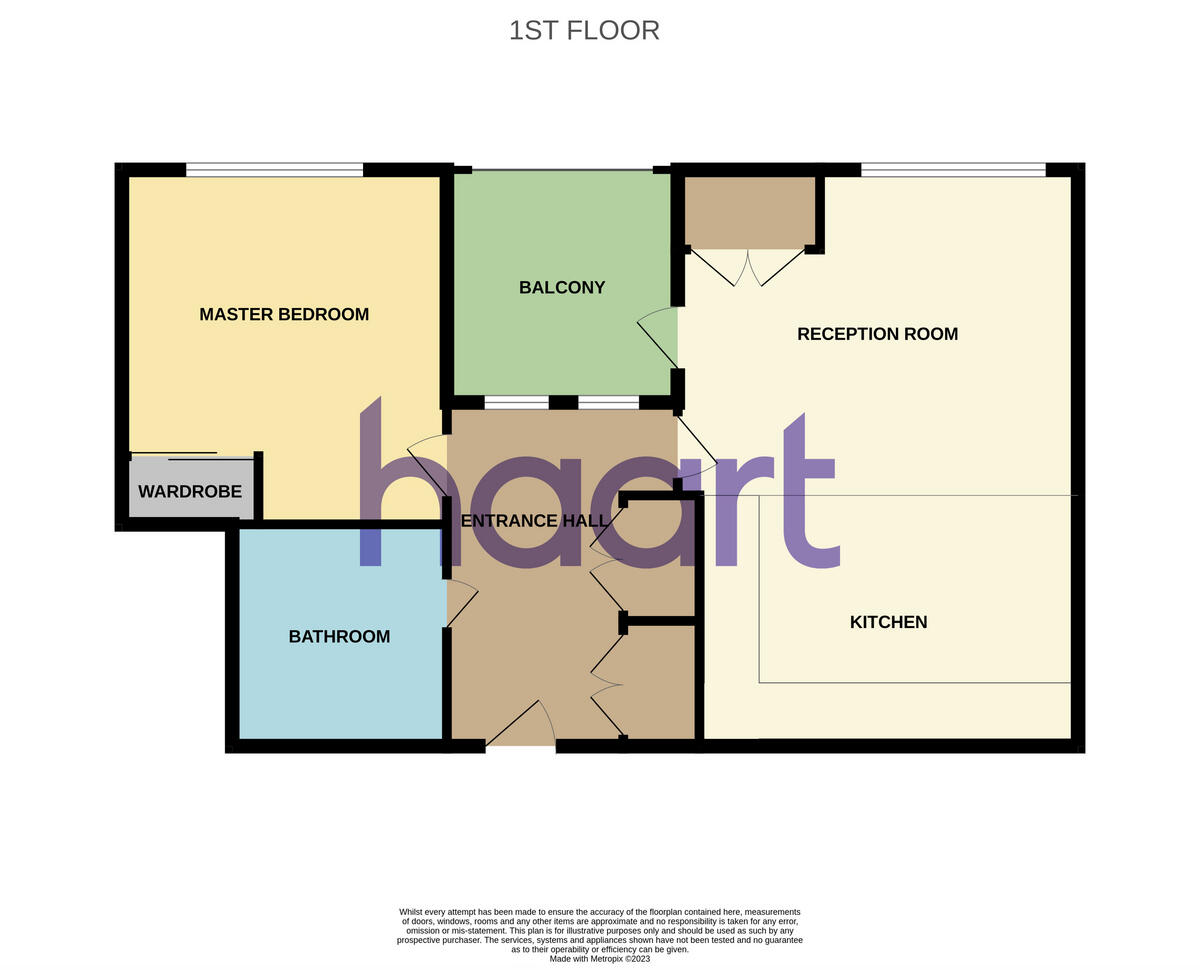 1ST FLOOR
BALCONY
MASTER BEDROOM
RECEPTION ROOM
WARDROBE
haart
ENTRANCE HALL
KITCHEN
BATHROOM
Whilst every attempt has been made to ensure the accuracy of the floorplan contained here, measurements
of doors, windows, rooms and any other items are approximate and no responsibility is taken for any error,
omission or mis-statement. This plan is for illustrative purposes only and should be used as such by any
prospective purchaser. The services, systems and appliances shown have not been tested and no guarantee
as to their operability or efficiency can be given.
Made with Metropix ©2023